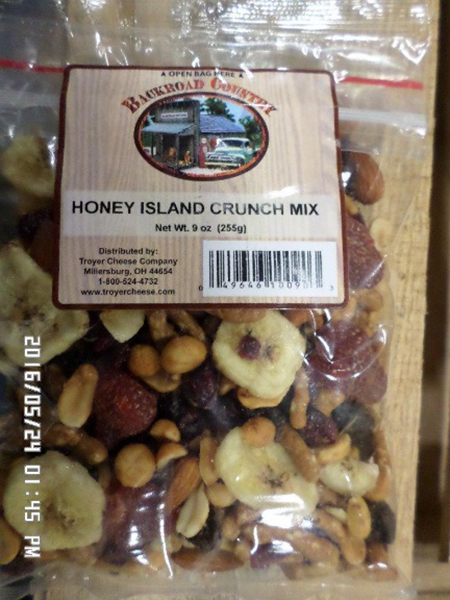 ▲ OPEN BAG HERE ▲
BACKROAD COUNTRY
HONEY ISLAND CRUNCH MIX
Net Wt. 9 oz (255g)
Distributed by:
Troyer Cheese Company
Millersburg, OH 44654
1-800-524-4732
www.troyercheese.com
2016/05/24 01:45 PM